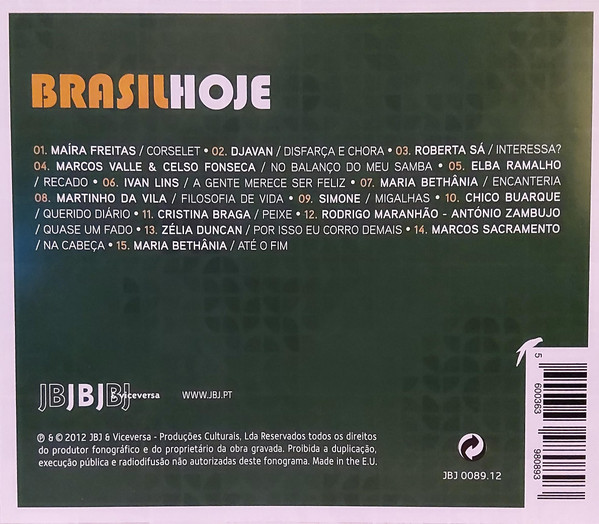 BRASILHOJE
01. MAÍRA FREITAS / CORSELET • 02. DJAVAN / DISFARÇA E CHORA • 03. ROBERTA SÁ / INTERESSA?
04. MARCOS VALLE & CELSO FONSECA / NO BALANÇO DO MEU SAMBA • 05. ELBA RAMALHO
/ RECADO • 06. IVAN LINS / A GENTE MERECE SER FELIZ • 07. MARIA BETHÂNIA / ENCANTERIA
08. MARTINHO DA VILA / FILOSOFIA DE VIDA • 09. SIMONE / MIGALHAS • 10. CHICO BUARQUE
/ QUERIDO DIÁRIO • 11. CRISTINA BRAGA / PEIXE • 12. RODRIGO MARANHÃO - ANTÓNIO ZAMBUJO
/ QUASE UM FADO • 13. ZÉLIA DUNCAN / POR ISSO EU CORRO DEMAIS • 14. MARCOS SACRAMENTO
/ NA CABEÇA • 15. MARIA BETHÂNIA / ATÉ O FIM
JBJBJBJ & viceversa WWW.JBJ.PT
℗ & © 2012 JBJ & Viceversa - Produções Culturais, Lda Reservados todos os direitos
do produtor fonográfico e do proprietário da obra gravada. Proibida a duplicação,
execução pública e radiodifusão não autorizadas deste fonograma. Made in the E.U.
JBJ 0089.12
5 600363 980893